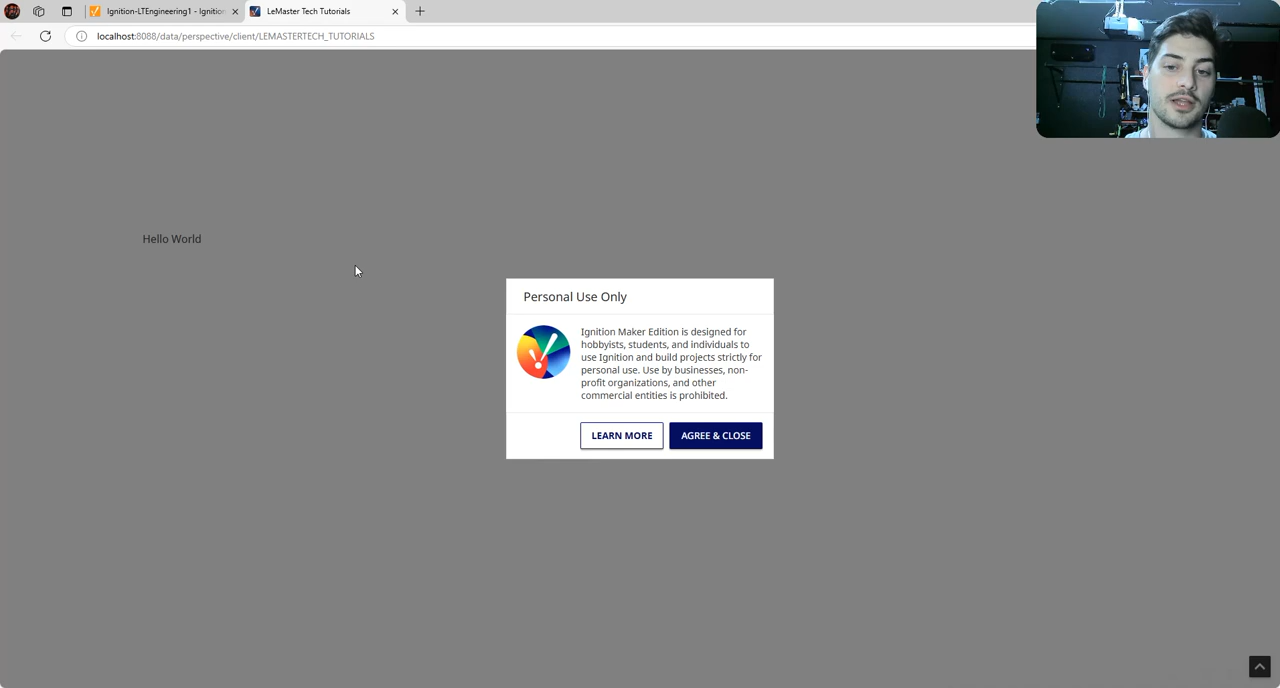 Ignition-LTEngineering1 - Ignition
LeMaster Tech Tutorials
localhost:8088/data/perspective/client/LEMASTERTECH_TUTORIALS
Hello World
Personal Use Only
Ignition Maker Edition is designed for
hobbyists, students, and individuals to
use Ignition and build projects strictly for
personal use. Use by businesses, non-
profit organizations, and other
commercial entities is prohibited.
LEARN MORE
AGREE & CLOSE